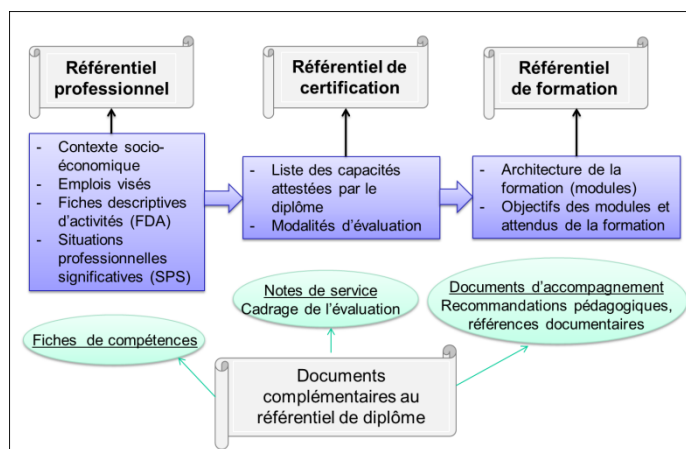 Référentiel
professionnel
Référentiel de
certification
Référentiel
de formation
- Contexte socio-
économique
- Emplois visés
- Fiches descriptives
d'activités (FDA)
- Situations
professionnelles
significatives (SPS)
- Liste des capacités
attestées par le
diplôme
- Modalités d'évaluation
- Architecture de la
formation (modules)
- Objectifs des modules et
attendus de la formation
Notes de service
Cadrage de l'évaluation
Documents d'accompagnement
Recommandations pédagogiques,
références documentaires
Fiches de compétences
Documents
complémentaires au
référentiel de diplôme